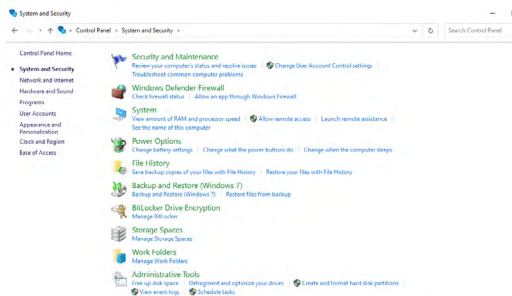 System and Security
Control Panel › System and Security ›
Search Control Panel
Control Panel Home
System and Security
Network and Internet
Hardware and Sound
Programs
User Accounts
Appearance and
Personalization
Clock and Region
Ease of Access
Security and Maintenance
Review your computer's status and resolve issues | Change User Account Control settings |
Troubleshoot common computer problems
Windows Defender Firewall
Check firewall status | Allow an app through Windows Firewall
System
View amount of RAM and processor speed | Allow remote access | Launch remote assistance |
See the name of this computer
Power Options
Change battery settings | Change what the power buttons do | Change when the computer sleeps
File History
Save backup copies of your files with File History | Restore your files with File History
Backup and Restore (Windows 7)
Backup and Restore (Windows 7) | Restore files from backup
BitLocker Drive Encryption
Manage BitLocker
Storage Spaces
Manage Storage Spaces
Work Folders
Manage Work Folders
Administrative Tools
Free up disk space | Defragment and optimize your drives | Create and format hard disk partitions |
View event logs | Schedule tasks